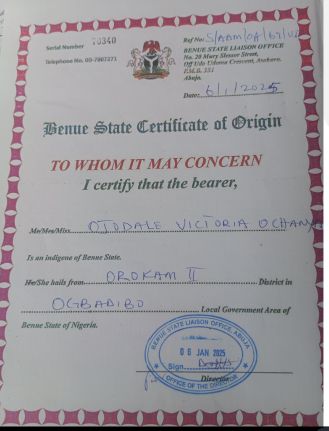 Serial Number 10340
Ref No: S/AAM/OA/67/
Telephone No. 09-7807371
BENUE STATE LIAISON OFFICE
No. 20 Mary Slessor Street,
Off Udo Udoma Crescent, Asokoro.
P.M.B. 351
Abuja.
Date: 6/1/2025
Benue State Certificate of Origin
TO WHOM IT MAY CONCERN
I certify that the bearer,
Mr/Mrs/Miss OJODALE VICTORIA OCHANYA
Is an indigene of Benue State.
He/She hails from OROKAM II District in
OGBADIBO Local Government Area of
Benue State of Nigeria.
BENUE STATE LIAISON OFFICE, ABUJA
06 JAN 2025
Sign
OFFICE OF THE DIRECTOR
Director